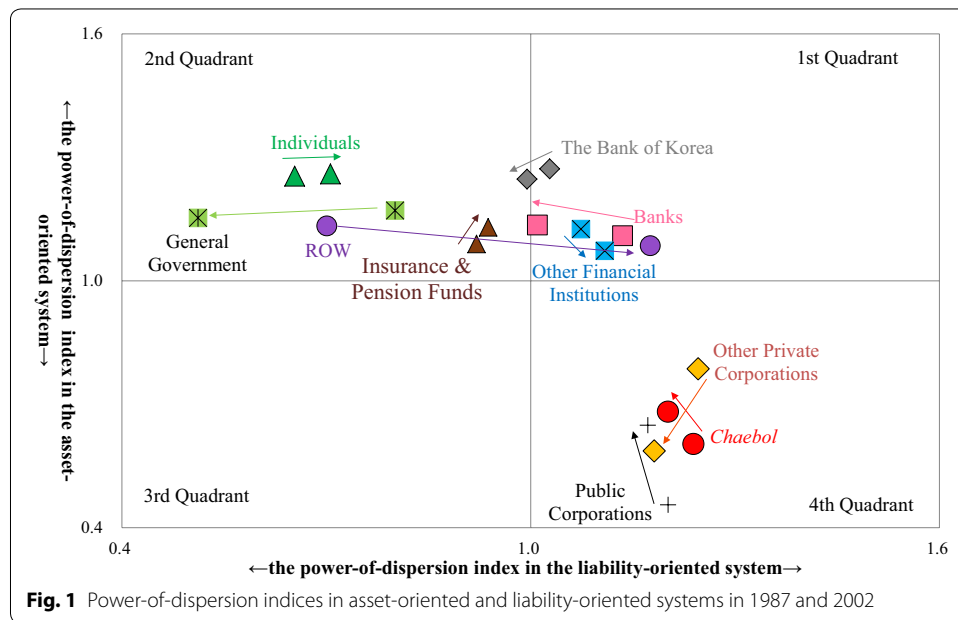 1.6
2nd Quadrant
1st Quadrant
Individuals
The Bank of Korea
Banks
General
Government
ROW
Insurance &
Pension Funds
Other Financial
Institutions
1.0
Other Private
Corporations
Chaebol
Public
Corporations
3rd Quadrant
4th Quadrant
0.4
0.4
1.0
1.6
←the power-of-dispersion index in the asset-
oriented system→
←the power-of-dispersion index in the liability-oriented system→
Fig. 1 Power-of-dispersion indices in asset-oriented and liability-oriented systems in 1987 and 2002